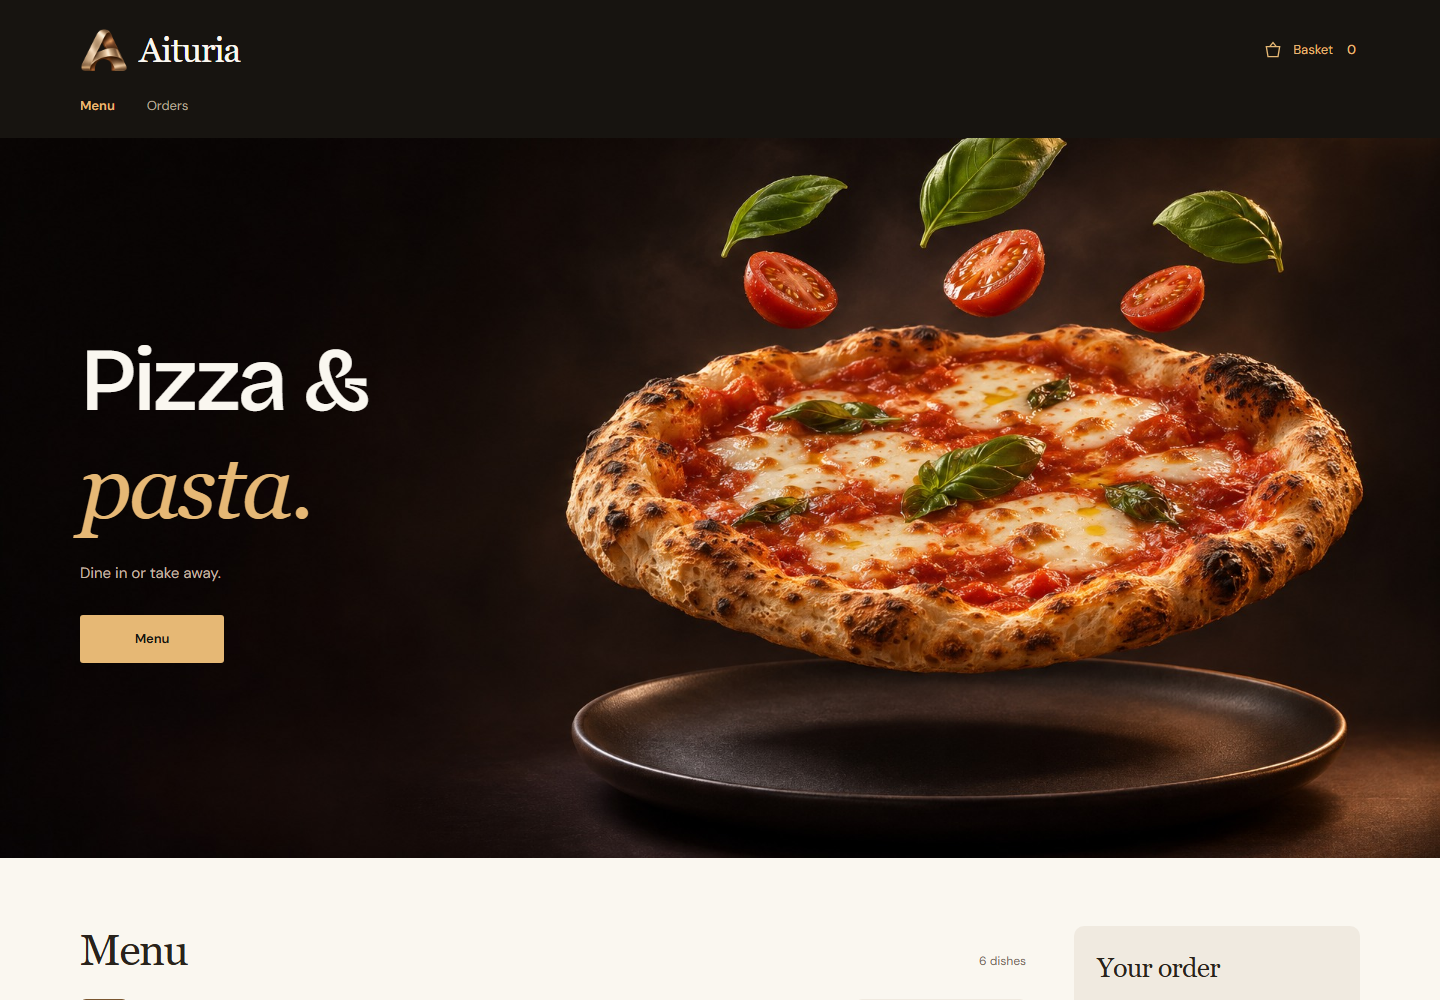 Aituria
Basket 0
Menu Orders
Pizza &
pasta.
Dine in or take away.
Menu
Menu
6 dishes
Your order